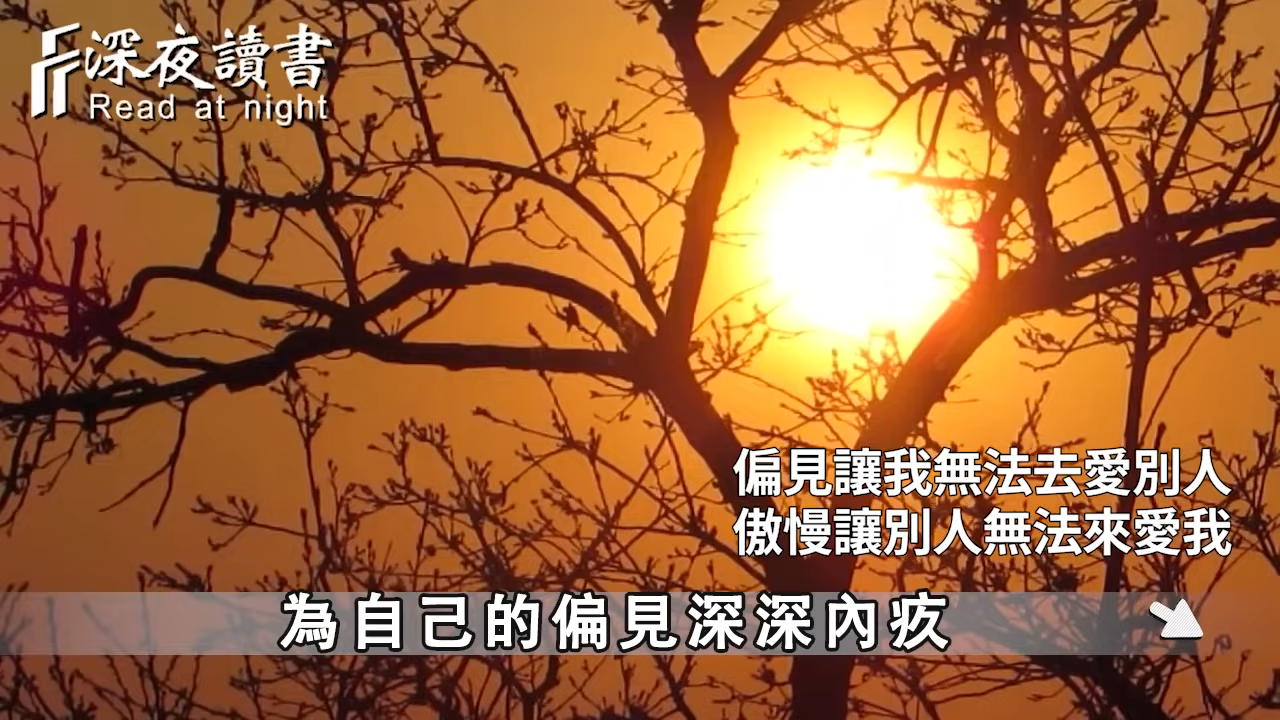 深夜讀書
Read at night
偏見讓我無法去愛別人
傲慢讓別人無法來愛我
為自己的偏見深深內疚